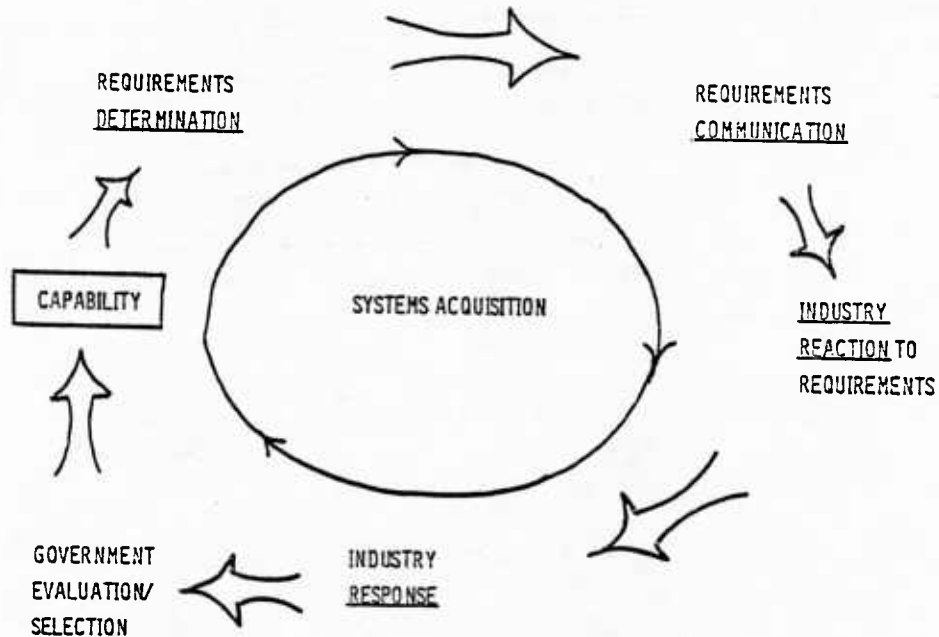 REQUIREMENTS
DETERMINATION
REQUIREMENTS
COMMUNICATION
CAPABILITY
SYSTEMS ACQUISITION
INDUSTRY
REACTION TO
REQUIREMENTS
GOVERNMENT
EVALUATION/
SELECTION
INDUSTRY
RESPONSE